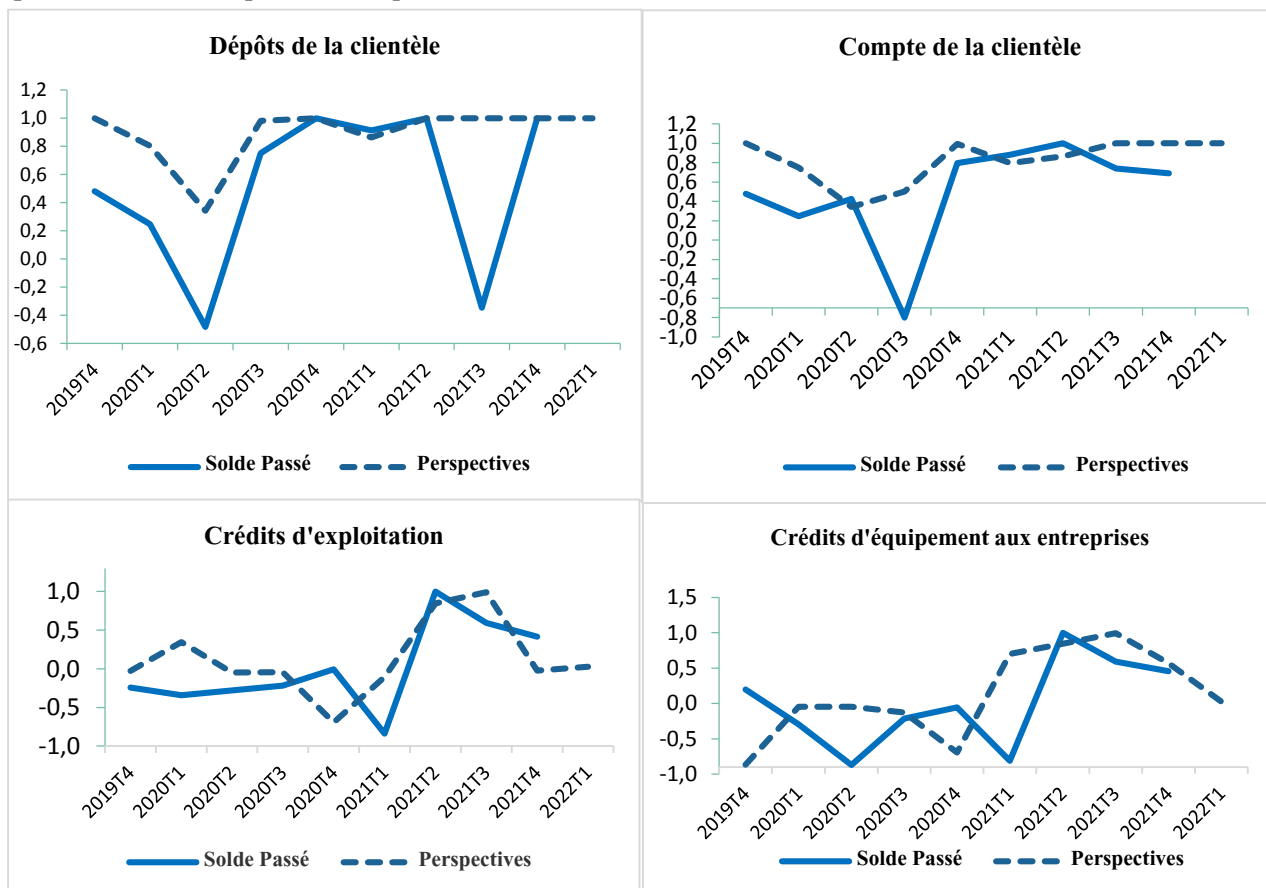 Dépôts de la clientèle
1,2
1,0
0,8
0,6
0,4
0,2
0,0
-0,2
-0,4
-0,6
2019T4
2020T1
2020T2
2020T3
2020T4
2021T1
2021T2
2021T3
2021T4
2022T1
Solde Passé
Perspectives
Compte de la clientèle
1,2
1,0
0,8
0,6
0,4
0,2
0,0
-0,2
-0,4
-0,6
-0,8
-1,0
2019T4
2020T1
2020T2
2020T3
2020T4
2021T1
2021T2
2021T3
2021T4
2022T1
Solde Passé
Perspectives
Crédits d'exploitation
1,0
0,5
0,0
-0,5
-1,0
2019T4
2020T1
2020T2
2020T3
2020T4
2021T1
2021T2
2021T3
2021T4
2022T1
Solde Passé
Perspectives
Crédits d'équipement aux entreprises
1,5
1,0
0,5
0,0
-0,5
-1,0
2019T4
2020T1
2020T2
2020T3
2020T4
2021T1
2021T2
2021T3
2021T4
2022T1
Solde Passé
Perspectives